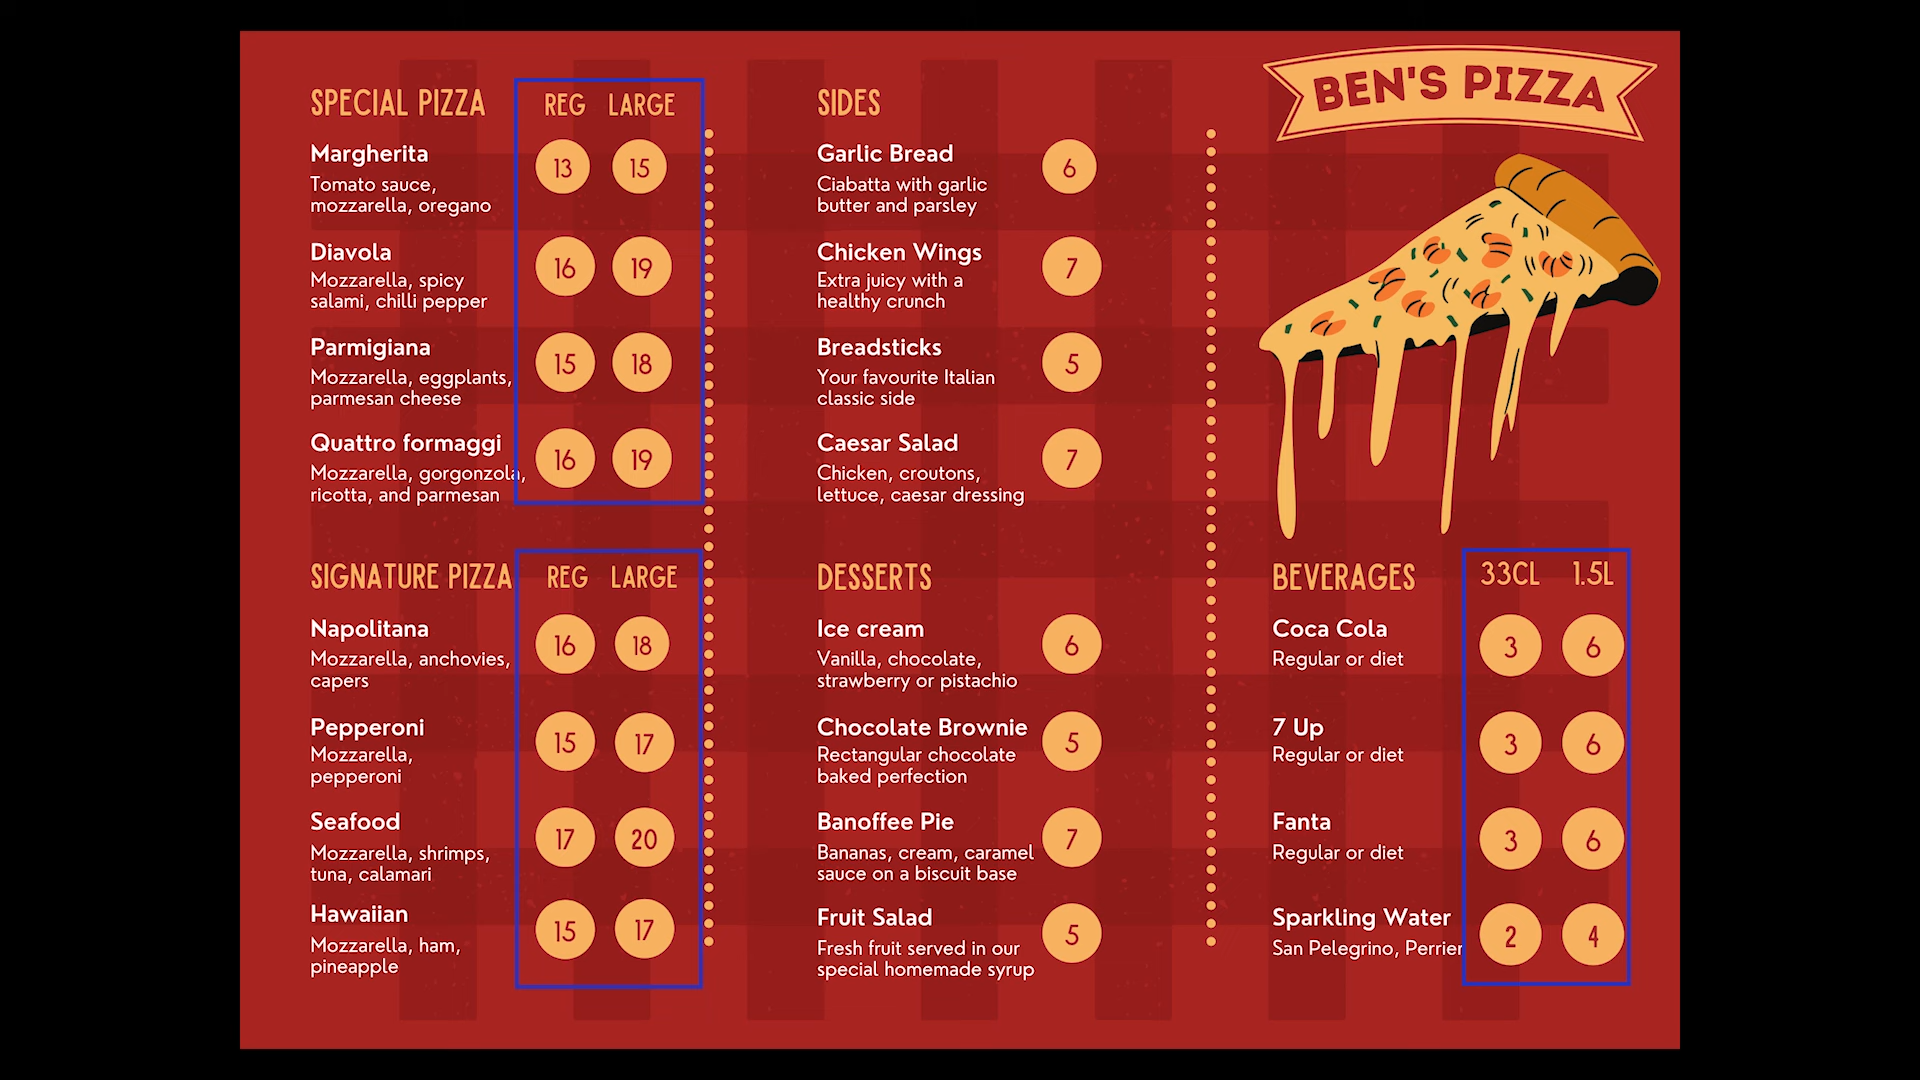 BEN'S PIZZA
SPECIAL PIZZA REG LARGE
Margherita 13 15
Tomato sauce,
mozzarella, oregano
Diavola 16 19
Mozzarella, spicy
salami, chilli pepper
Parmigiana 15 18
Mozzarella, eggplants,
parmesan cheese
Quattro formaggi 16 19
Mozzarella, gorgonzola,
ricotta, and parmesan
SIGNATURE PIZZA REG LARGE
Napolitana 16 18
Mozzarella, anchovies,
capers
Pepperoni 15 17
Mozzarella,
pepperoni
Seafood 17 20
Mozzarella, shrimps,
tuna, calamari
Hawaiian 15 17
Mozzarella, ham,
pineapple
SIDES
Garlic Bread 6
Ciabatta with garlic
butter and parsley
Chicken Wings 7
Extra juicy with a
healthy crunch
Breadsticks 5
Your favourite Italian
classic side
Caesar Salad 7
Chicken, croutons,
lettuce, caesar dressing
DESSERTS
Ice cream 6
Vanilla, chocolate,
strawberry or pistachio
Chocolate Brownie 5
Rectangular chocolate
baked perfection
Banoffee Pie 7
Bananas, cream, caramel
sauce on a biscuit base
Fruit Salad 5
Fresh fruit served in our
special homemade syrup
BEVERAGES 33CL 1.5L
Coca Cola 3 6
Regular or diet
7 Up 3 6
Regular or diet
Fanta 3 6
Regular or diet
Sparkling Water 2 4
San Pelegrino, Perrier